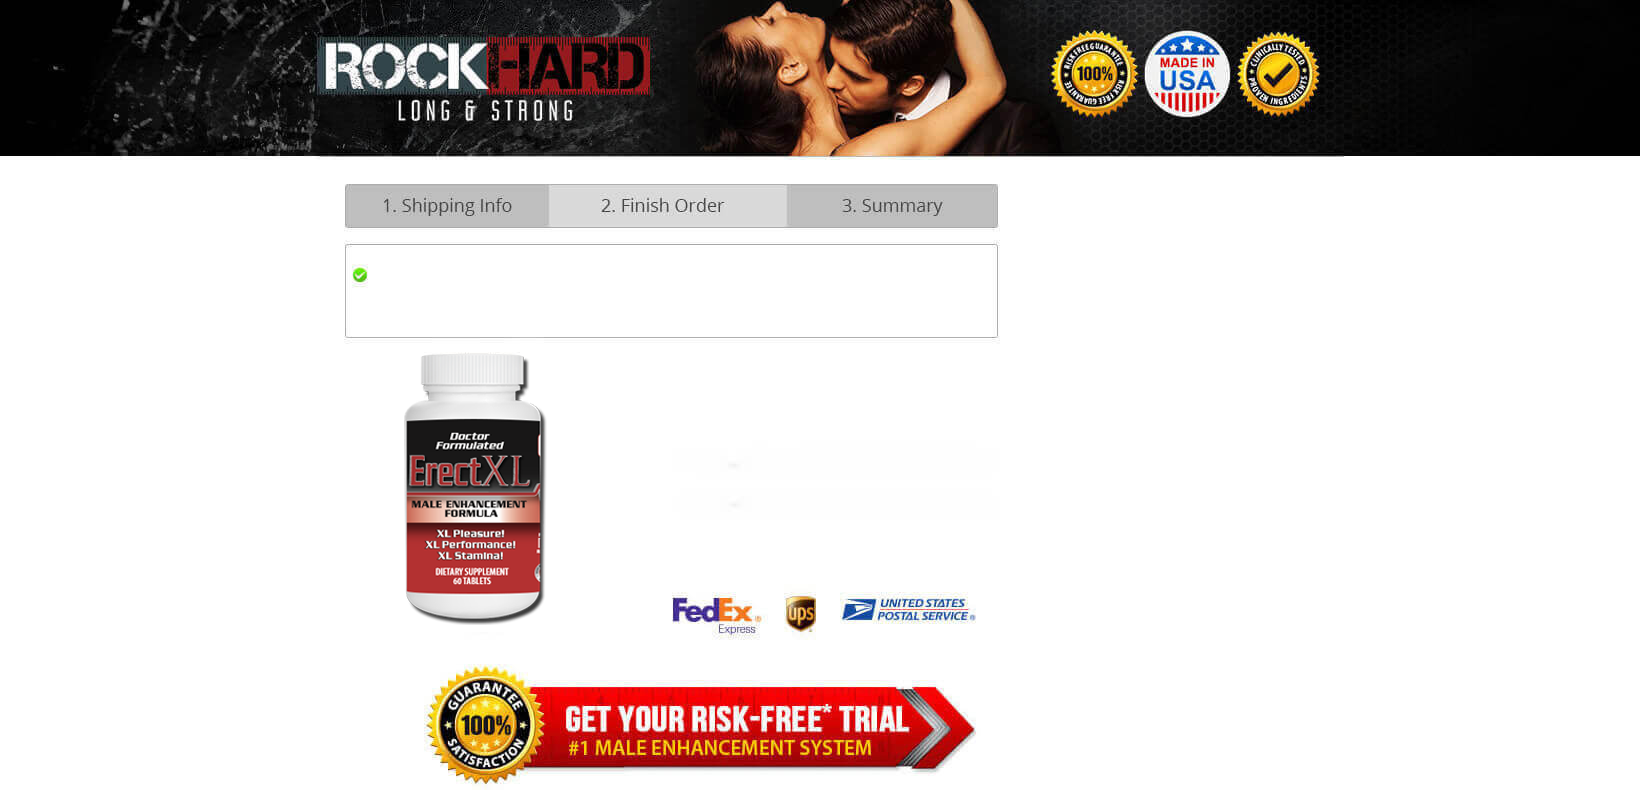 ROCKHARD
LONG & STRONG
RISK FREE GUARANTEE
100%
RISK FREE GUARANTEE
MADE IN
USA
CLINICALLY TESTED
PROVEN INGREDIENTS
1. Shipping Info
2. Finish Order
3. Summary
Doctor
Formulated
ErectXL
MALE ENHANCEMENT
FORMULA
XL Pleasure!
XL Performance!
XL Stamina!
DIETARY SUPPLEMENT
60 TABLETS
FedEx®
Express
ups
UNITED STATES
POSTAL SERVICE®
GUARANTEE
100%
SATISFACTION
GET YOUR RISK-FREE* TRIAL
#1 MALE ENHANCEMENT SYSTEM